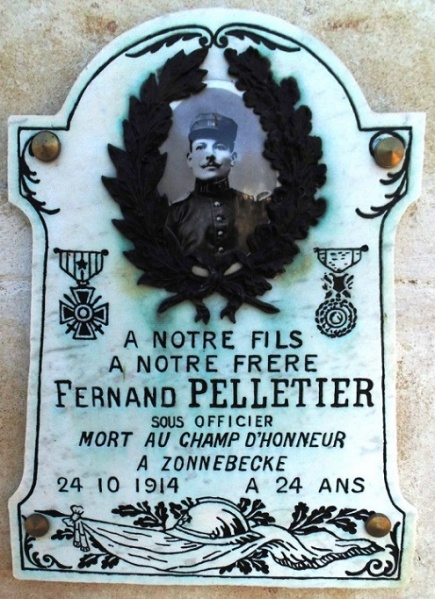 A NOTRE FILS
A NOTRE FRERE
FERNAND PELLETIER
SOUS OFFICIER
MORT AU CHAMP D'HONNEUR
A ZONNEBECKE
24 10 1914 A 24 ANS